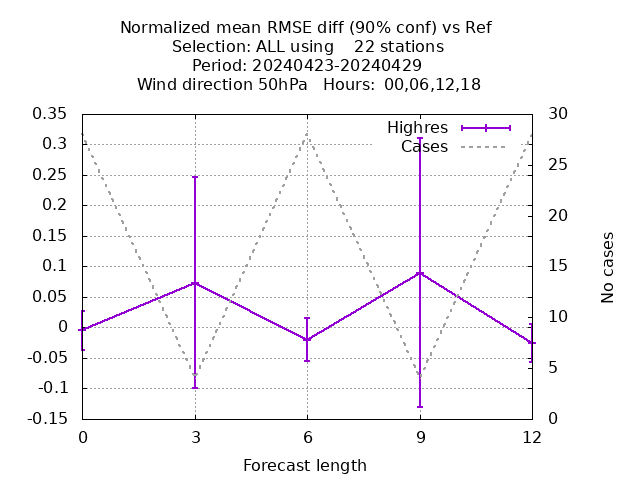 Normalized mean RMSE diff (90% conf) vs Ref
Selection: ALL using    22 stations
Period: 20240423-20240429
Wind direction 50hPa   Hours:  00,06,12,18
Highres
Cases
0.35
0.3
0.25
0.2
0.15
0.1
0.05
0
-0.05
-0.1
-0.15
30
25
20
15
10
5
0
No cases
0 3 6 9 12
Forecast length